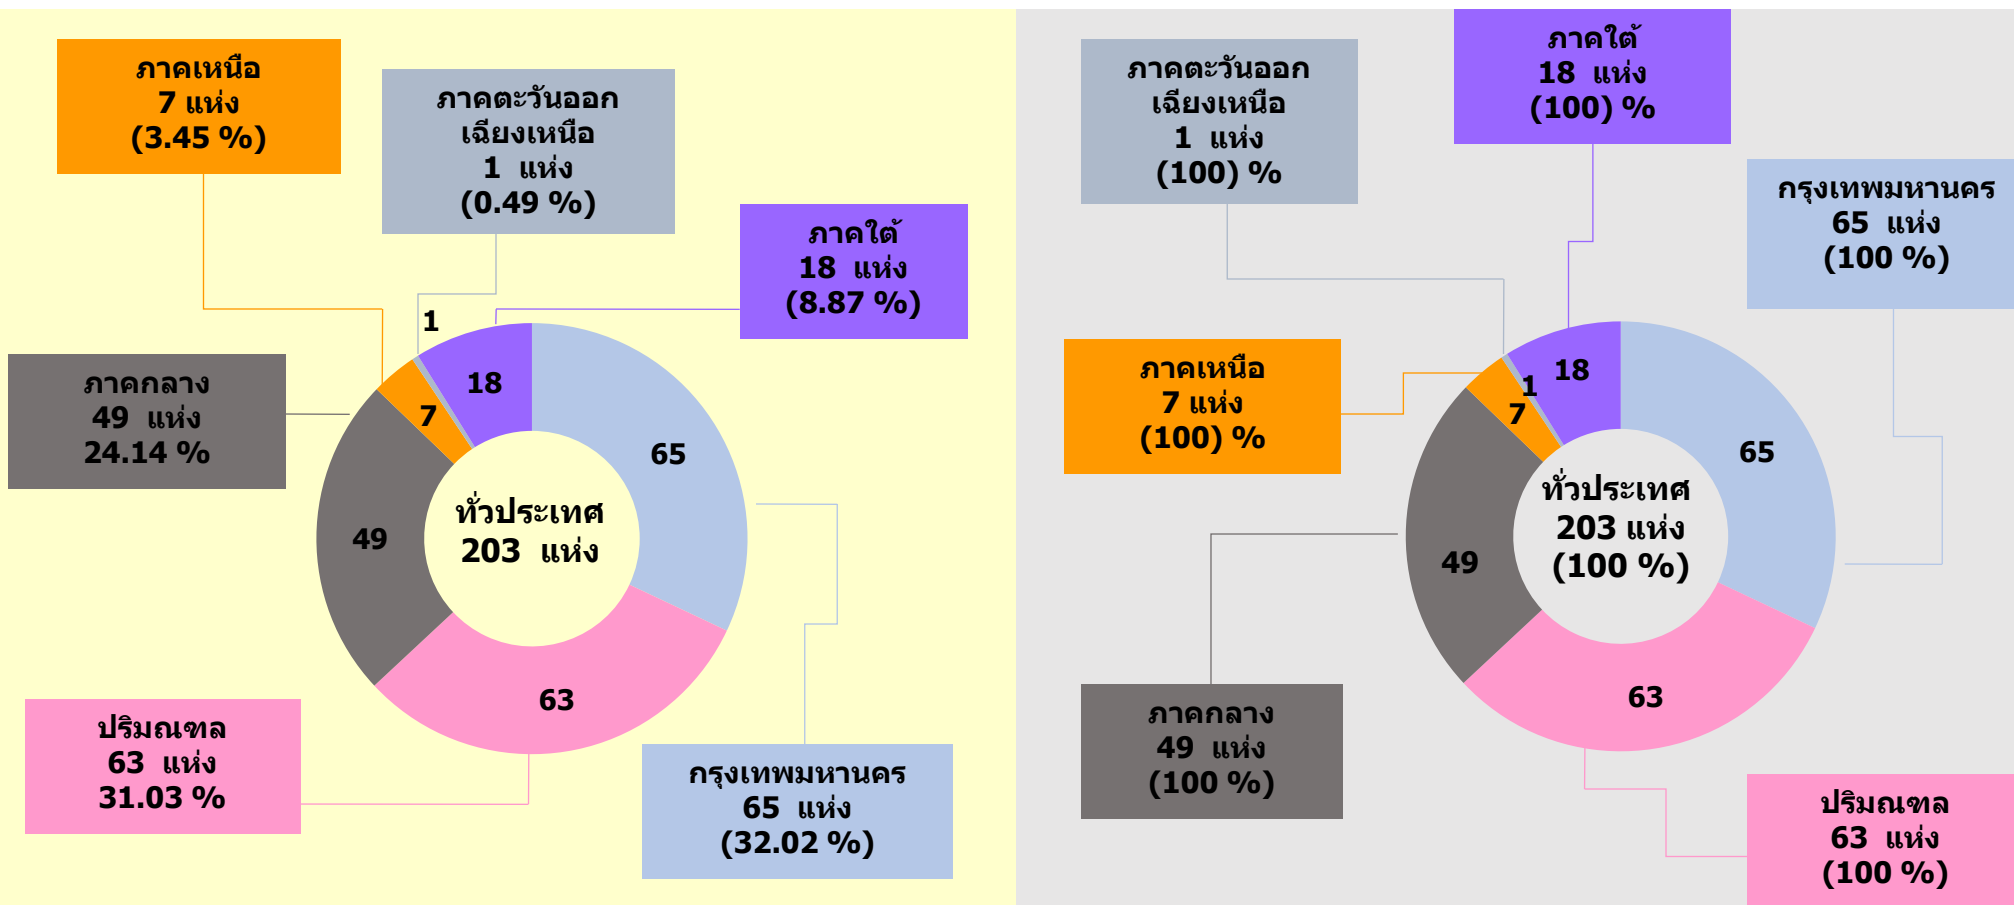 ภาคเหนือ
7 แห่ง
(3.45 %)
ภาคตะวันออก
เฉียงเหนือ
1 แห่ง
(0.49 %)
ภาคใต้
18 แห่ง
(8.87 %)
ภาคกลาง
49 แห่ง
24.14 %
1
18
7
65
49
63
ทั่วประเทศ
203 แห่ง
ปริมณฑล
63 แห่ง
31.03 %
กรุงเทพมหานคร
65 แห่ง
(32.02 %)
ภาคตะวันออก
เฉียงเหนือ
1 แห่ง
(100) %
ภาคใต้
18 แห่ง
(100) %
กรุงเทพมหานคร
65 แห่ง
(100 %)
ภาคเหนือ
7 แห่ง
(100) %
18
1
7
65
49
63
ทั่วประเทศ
203 แห่ง
(100 %)
ภาคกลาง
49 แห่ง
(100 %)
ปริมณฑล
63 แห่ง
(100 %)